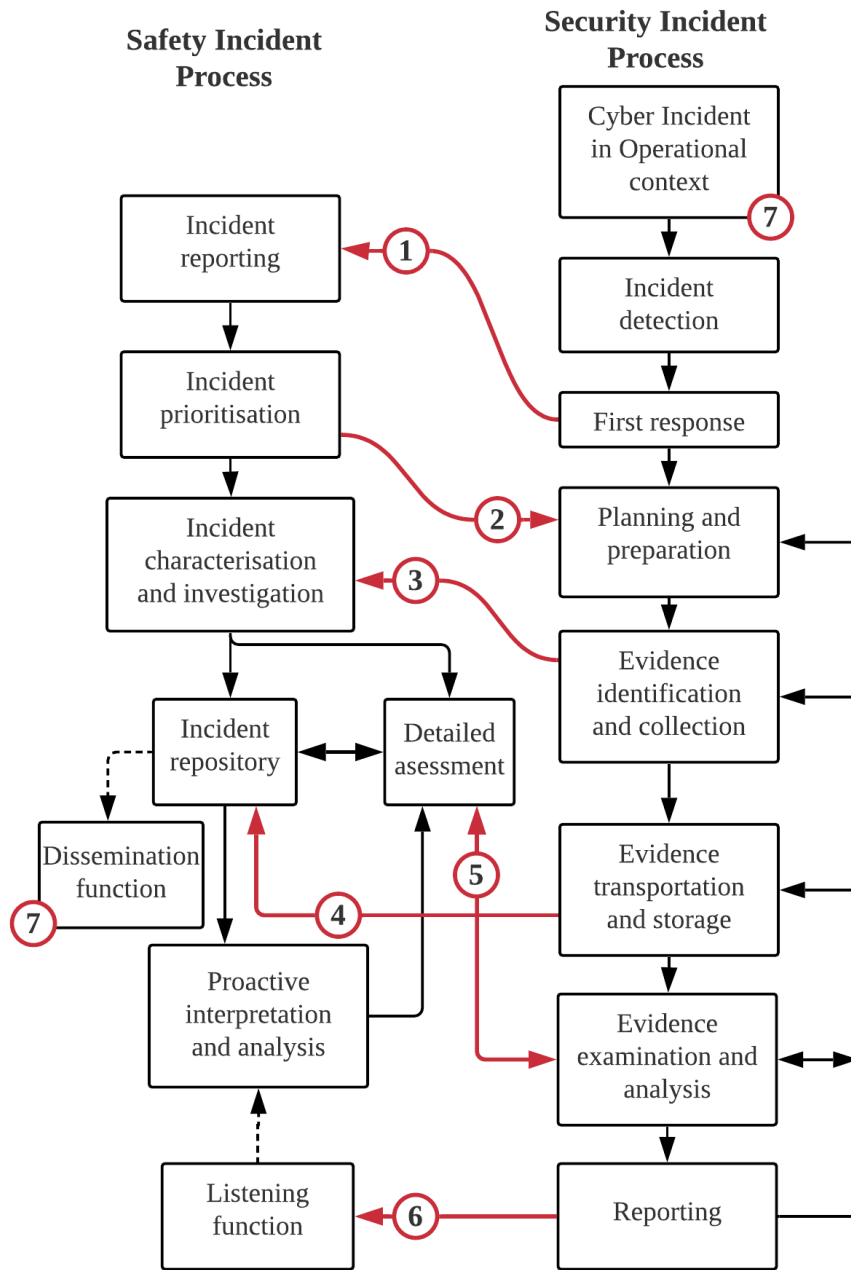 Safety Incident
Process
Security Incident
Process
Cyber Incident
in Operational
context
7
Incident
reporting
1
Incident
detection
Incident
prioritisation
First response
2
Planning and
preparation
Incident
characterisation
and investigation
3
Evidence
identification
and collection
Incident
repository
Detailed
asessment
Dissemination
function
7
5
4
Evidence
transportation
and storage
Proactive
interpretation
and analysis
Evidence
examination and
analysis
Listening
function
6
Reporting